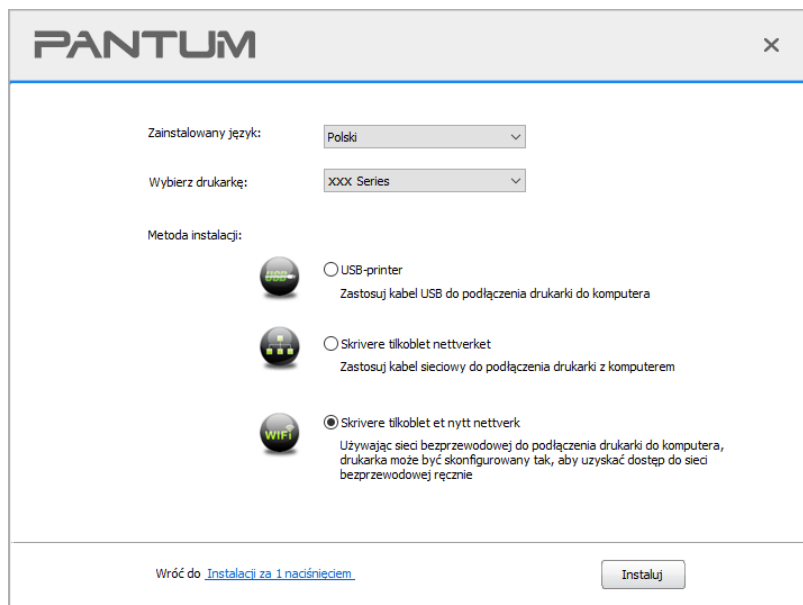 PANTUM
Zainstalowany język:
Polski
Wybierz drukarkę:
XXX Series
Metoda instalacji:
USB
USB-printer
Zastosuj kabel USB do podłączenia drukarki do komputera
Skrivere tilkoblet nettverket
Zastosuj kabel sieciowy do podłączenia drukarki z komputerem
WiFi
Skrivere tilkoblet et nytt nettverk
Używając sieci bezprzewodowej do podłączenia drukarki do komputera,
drukarka może być skonfigurowany tak, aby uzyskać dostęp do sieci
bezprzewodowej ręcznie
Wróć do Instalacji za 1 naciśnięciem
Instaluj